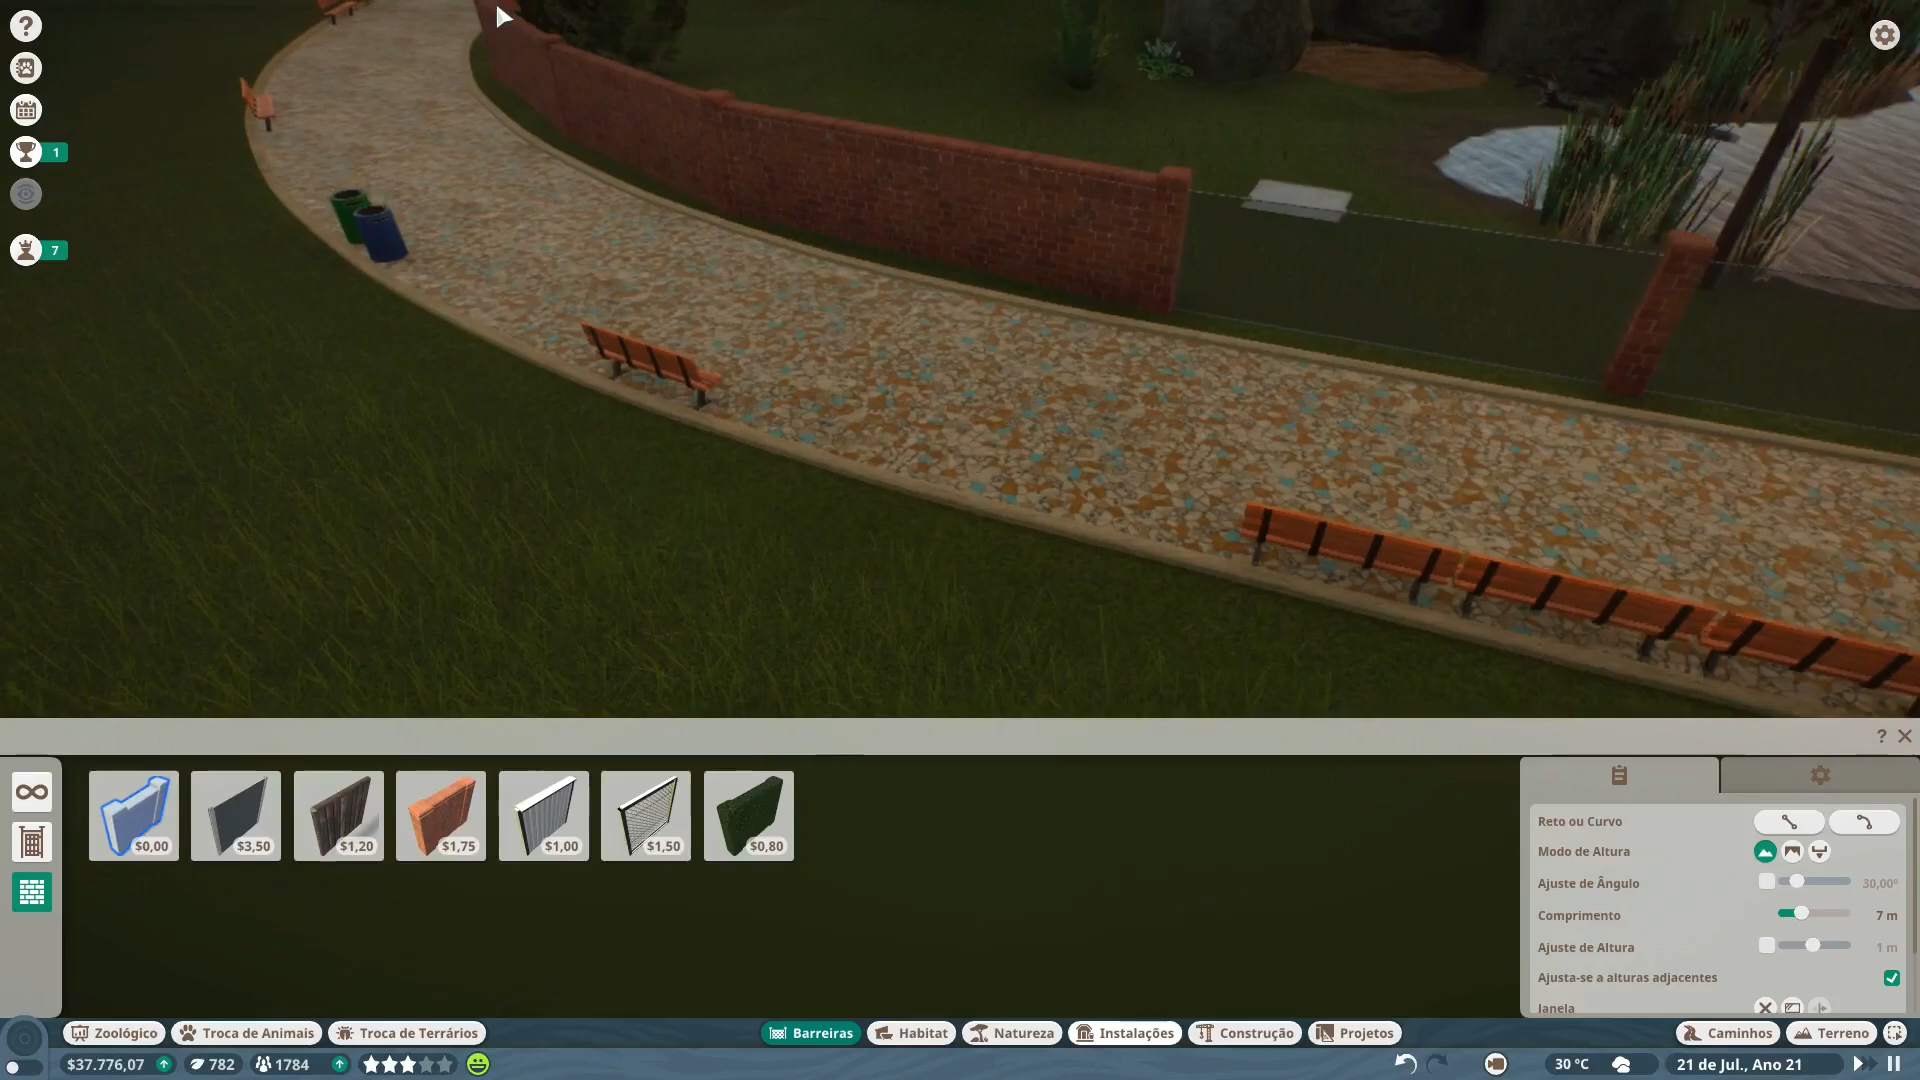 ?
1
7
? 
$0,00
$3,50
$1,20
$1,75
$1,00
$1,50
$0,80
Reto ou Curvo
Modo de Altura
Ajuste de Ângulo 30,00º
Comprimento 7 m
Ajuste de Altura 1 m
Ajusta-se a alturas adjacentes
Janela
Zoológico Troca de Animais Troca de Terrários Barreiras Habitat Natureza Instalações Construção Projetos Caminhos Terreno
$37.776,07 782 1784 30 ºC 21 de Jul., Ano 21